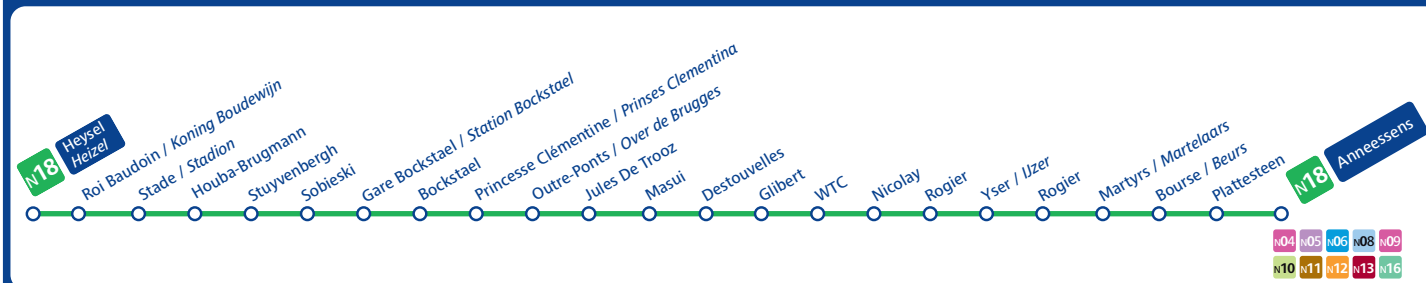 N18
Heysel
Heizel
Roi Baudoin / Koning Boudewijn
Stade / Stadion
Houba-Brugmann
Stuyvenbergh
Sobieski
Gare Bockstael / Station Bockstael
Bockstael
Princesse Clémentine / Prinses Clementina
Outre-Ponts / Over de Brugges
Jules De Trooz
Masui
Destouvelles
Glibert
WTC
Nicolay
Rogier
Yser / IJzer
Rogier
Martyrs / Martelaars
Bourse / Beurs
Plattesteen
N18
Anneessens
N04 N05 N06 N08 N09
N10 N11 N12 N13 N16